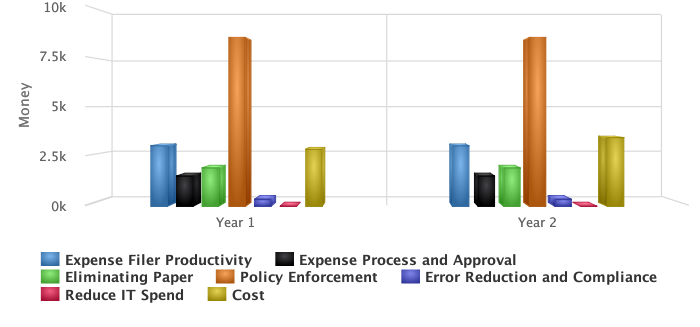 10k
7.5k
5k
2.5k
0k
Money
Year 1 Year 2
Expense Filer Productivity Expense Process and Approval
Eliminating Paper Policy Enforcement Error Reduction and Compliance
Reduce IT Spend Cost